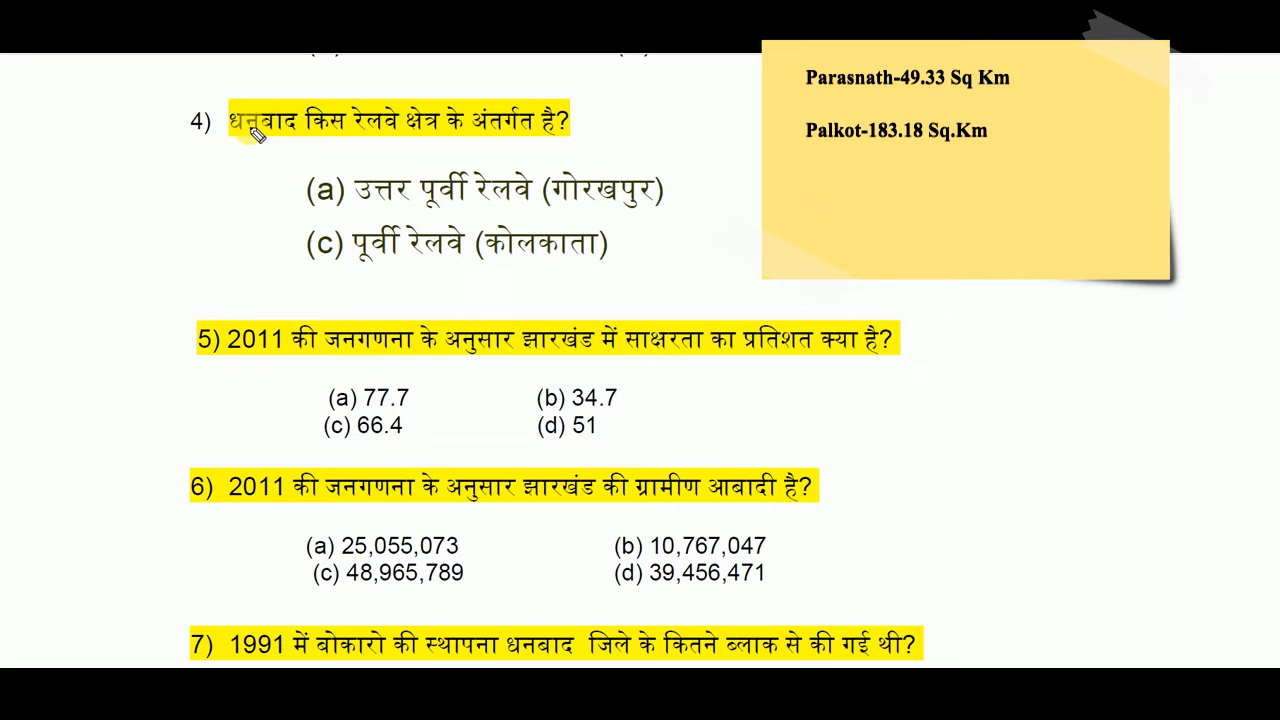 Parasnath-49.33 Sq Km
Palkot-183.18 Sq.Km
4) धनबाद किस रेलवे क्षेत्र के अंतर्गत है?
(a) उत्तर पूर्वी रेलवे (गोरखपुर)
(c) पूर्वी रेलवे (कोलकाता)
5) 2011 की जनगणना के अनुसार झारखंड में साक्षरता का प्रतिशत क्या है?
(a) 77.7 (b) 34.7
(c) 66.4 (d) 51
6) 2011 की जनगणना के अनुसार झारखंड की ग्रामीण आबादी है?
(a) 25,055,073 (b) 10,767,047
(c) 48,965,789 (d) 39,456,471
7) 1991 में बोकारो की स्थापना धनबाद जिले के कितने ब्लाक से की गई थी?